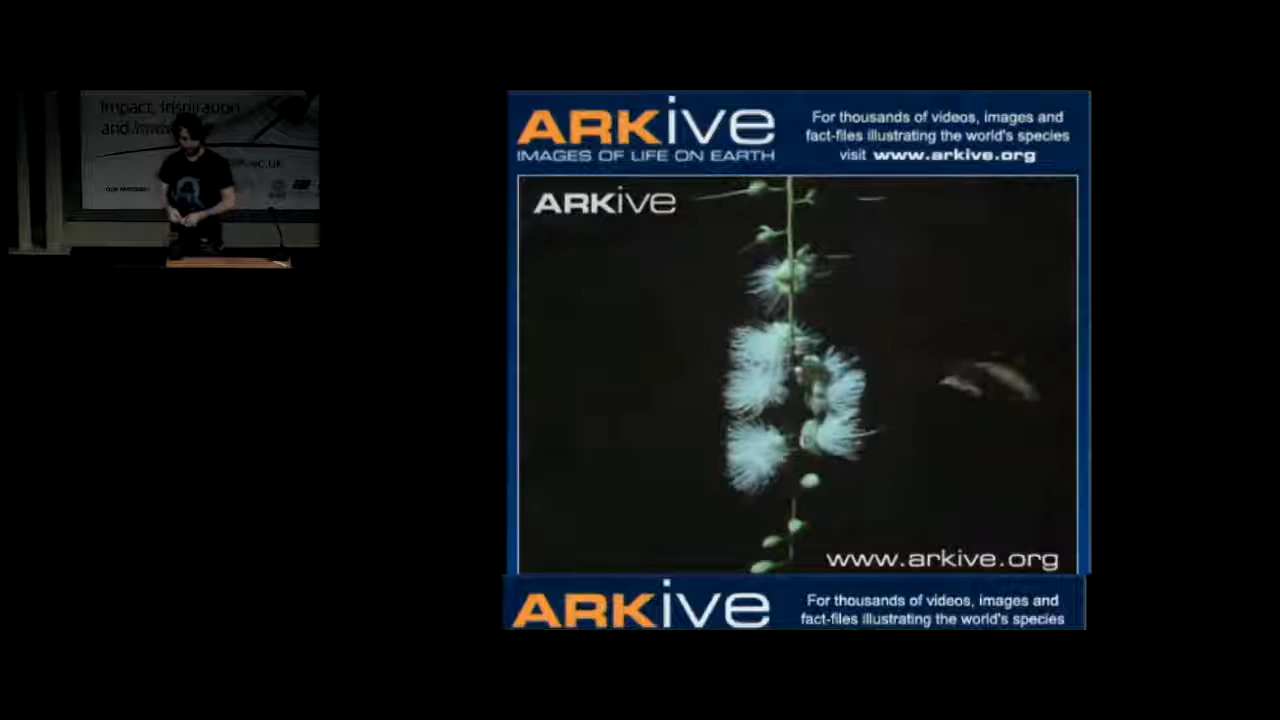 Impact, Inspiration
and
ARKive
IMAGES OF LIFE ON EARTH
For thousands of videos, images and
fact-files illustrating the world's species
visit www.arkive.org
ARKive
www.arkive.org
ARKive
For thousands of videos, images and
fact-files illustrating the world's species